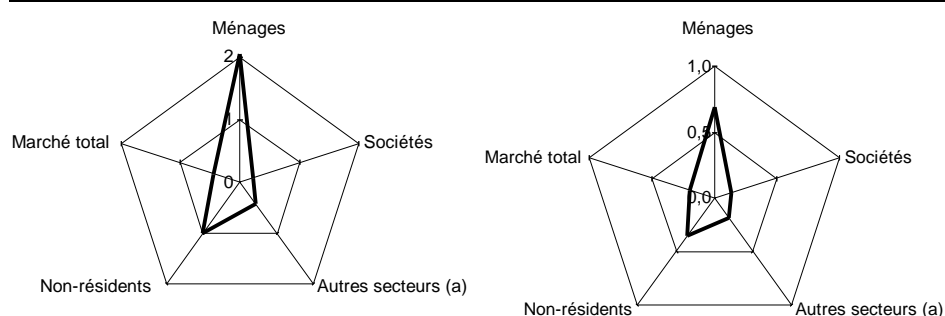 Ménages
2
1
0
Marché total
Sociétés
Non-résidents
Autres secteurs (a)
Ménages
1,0
0,5
0,0
Marché total
Sociétés
Non-résidents
Autres secteurs (a)